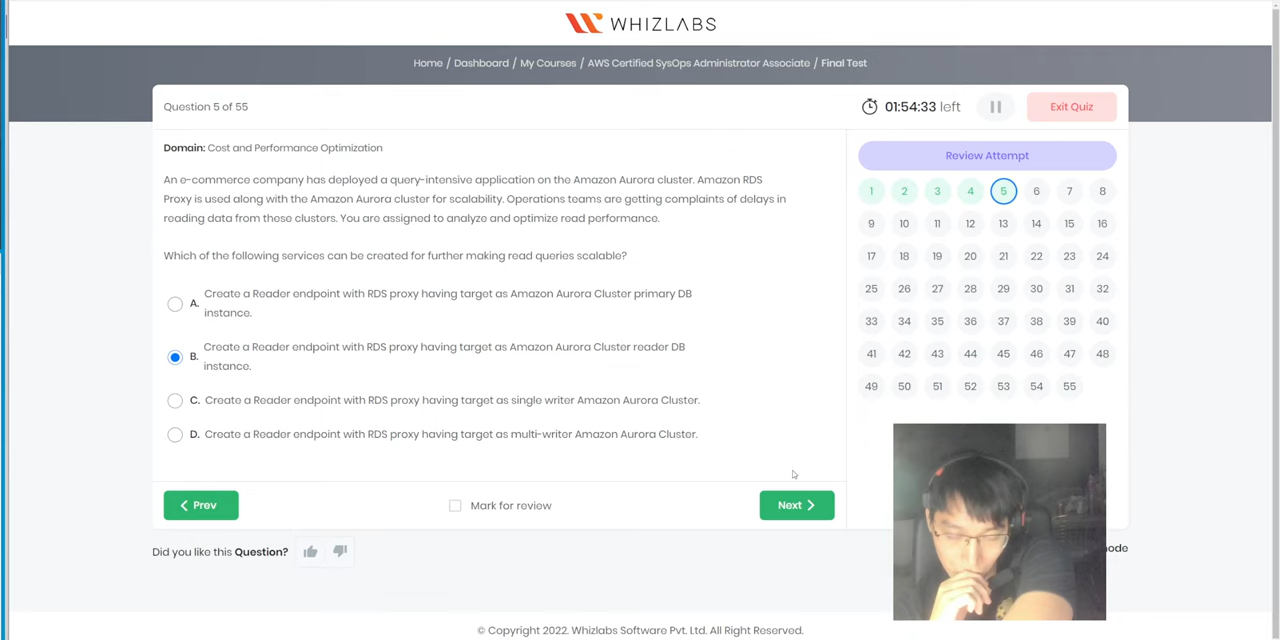 WHIZLABS
Home / Dashboard / My Courses / AWS Certified SysOps Administrator Associate / Final Test
Question 5 of 55
01:54:33 left
Exit Quiz
Domain: Cost and Performance Optimization
An e-commerce company has deployed a query-intensive application on the Amazon Aurora cluster. Amazon RDS
Proxy is used along with the Amazon Aurora cluster for scalability. Operations teams are getting complaints of delays in
reading data from these clusters. You are assigned to analyze and optimize read performance.
Which of the following services can be created for further making read queries scalable?
A. Create a Reader endpoint with RDS proxy having target as Amazon Aurora Cluster primary DB
instance.
B. Create a Reader endpoint with RDS proxy having target as Amazon Aurora Cluster reader DB
instance.
C. Create a Reader endpoint with RDS proxy having target as single writer Amazon Aurora Cluster.
D. Create a Reader endpoint with RDS proxy having target as multi-writer Amazon Aurora Cluster.
Prev
Mark for review
Next
Review Attempt
1 2 3 4 5 6 7 8
9 10 11 12 13 14 15 16
17 18 19 20 21 22 23 24
25 26 27 28 29 30 31 32
33 34 35 36 37 38 39 40
41 42 43 44 45 46 47 48
49 50 51 52 53 54 55
Did you like this Question?
ode
© Copyright 2022. Whizlabs Software Pvt. Ltd. All Right Reserved.